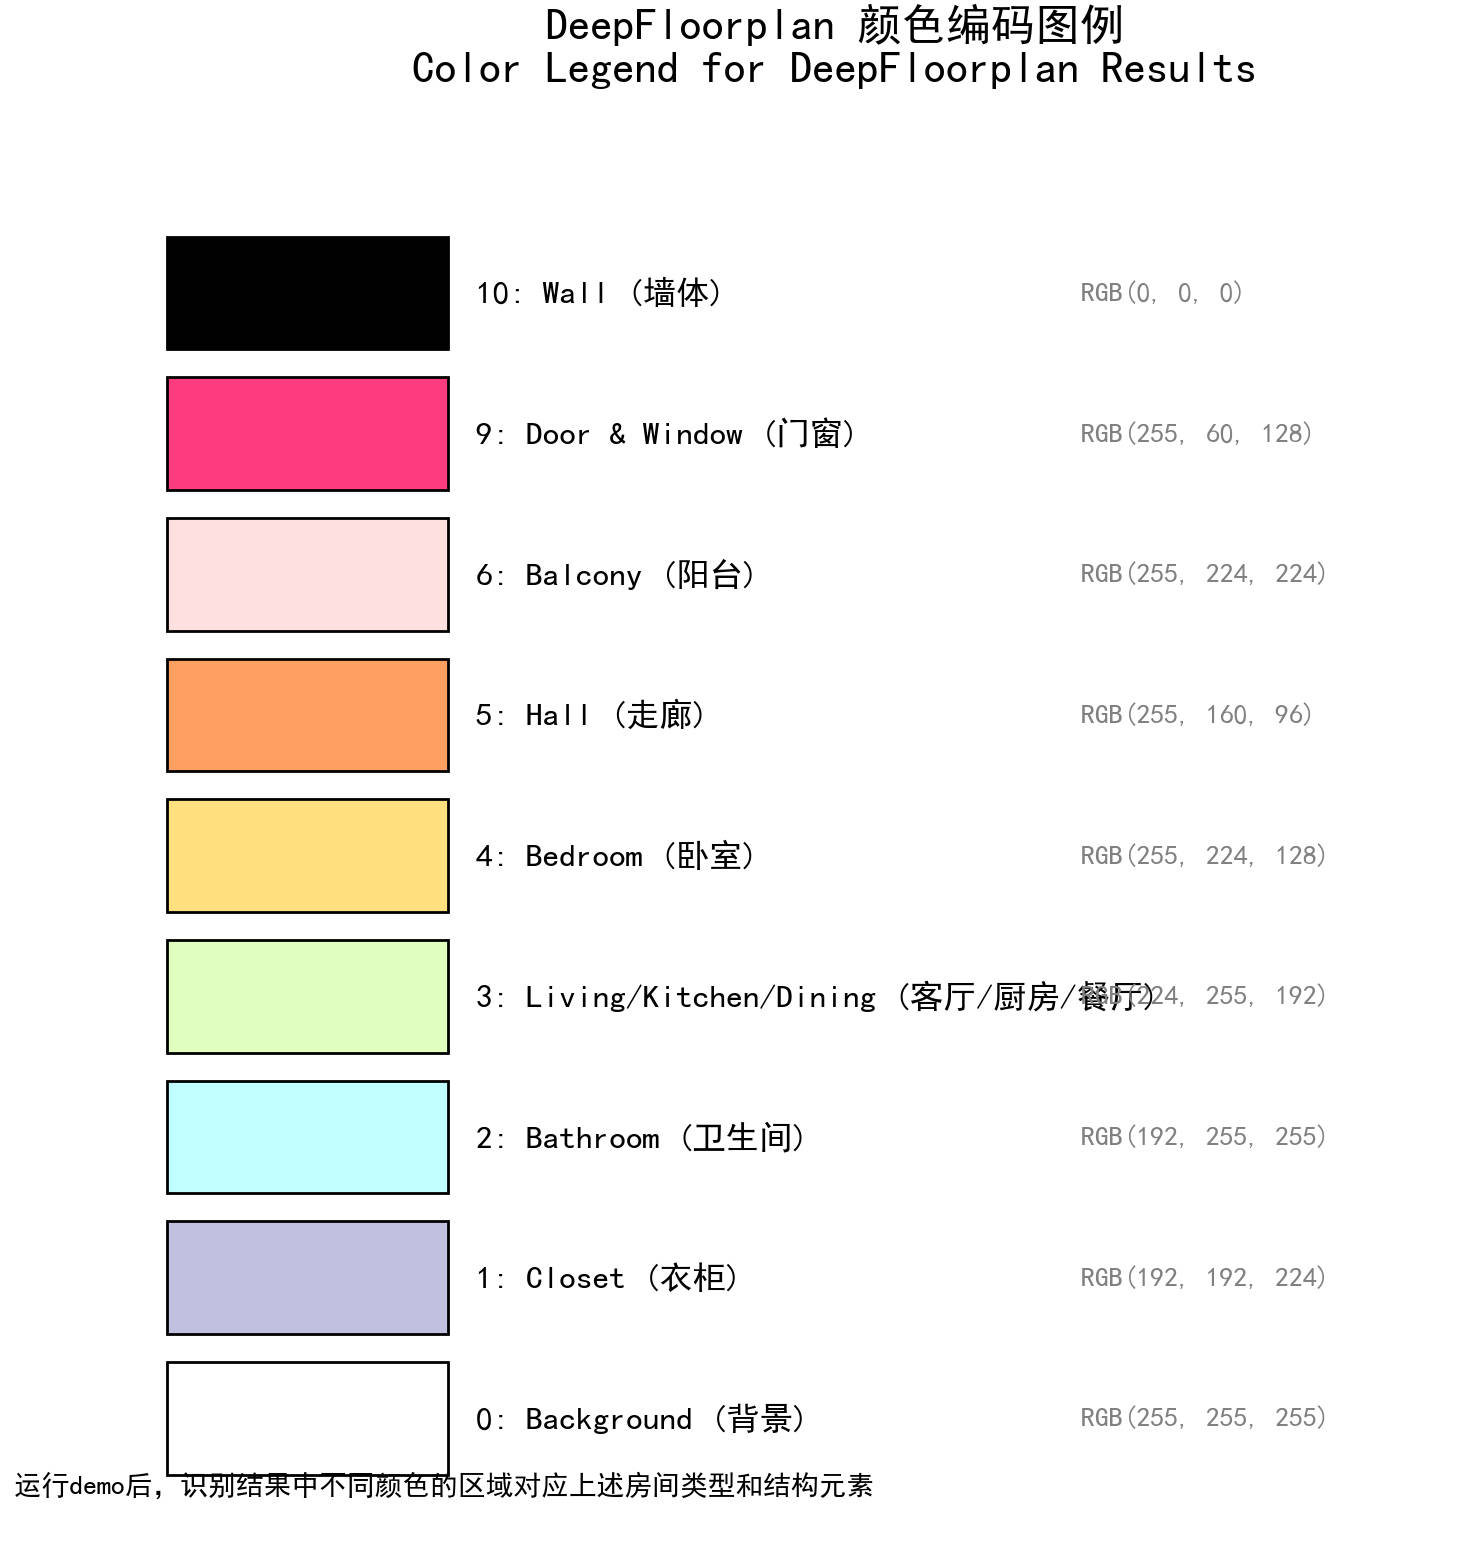 DeepFloorplan 颜色编码图例
Color Legend for DeepFloorplan Results
10: Wall (墙体) RGB(0, 0, 0)
9: Door & Window (门窗) RGB(255, 60, 128)
6: Balcony (阳台) RGB(255, 224, 224)
5: Hall (走廊) RGB(255, 160, 96)
4: Bedroom (卧室) RGB(255, 224, 128)
3: Living/Kitchen/Dining (客厅/厨房/餐厅) RGB(224, 255, 192)
2: Bathroom (卫生间) RGB(192, 255, 255)
1: Closet (衣柜) RGB(192, 192, 224)
0: Background (背景) RGB(255, 255, 255)
运行demo后，识别结果中不同颜色的区域对应上述房间类型和结构元素